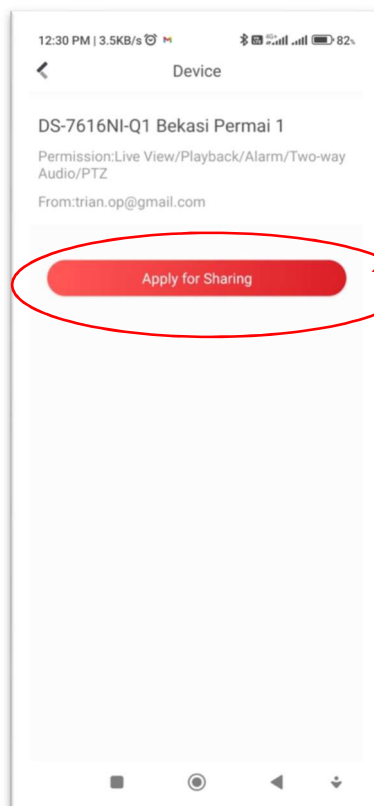 12:30 PM | 3.5KB/s
4G+ 82%
Device
DS-7616NI-Q1 Bekasi Permai 1
Permission:Live View/Playback/Alarm/Two-way
Audio/PTZ
From:trian.op@gmail.com
Apply for Sharing